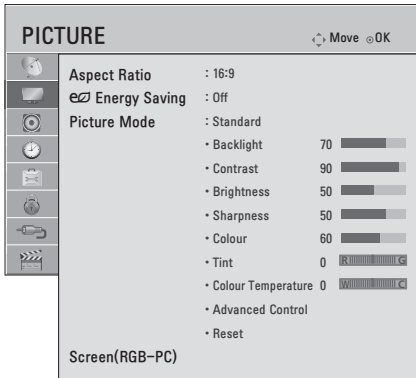 PICTURE Move OK
Aspect Ratio : 16:9
Energy Saving : Off
Picture Mode : Standard
• Backlight 70
• Contrast 90
• Brightness 50
• Sharpness 50
• Colour 60
• Tint 0 R G
• Colour Temperature 0 W C
• Advanced Control
• Reset
Screen(RGB-PC)